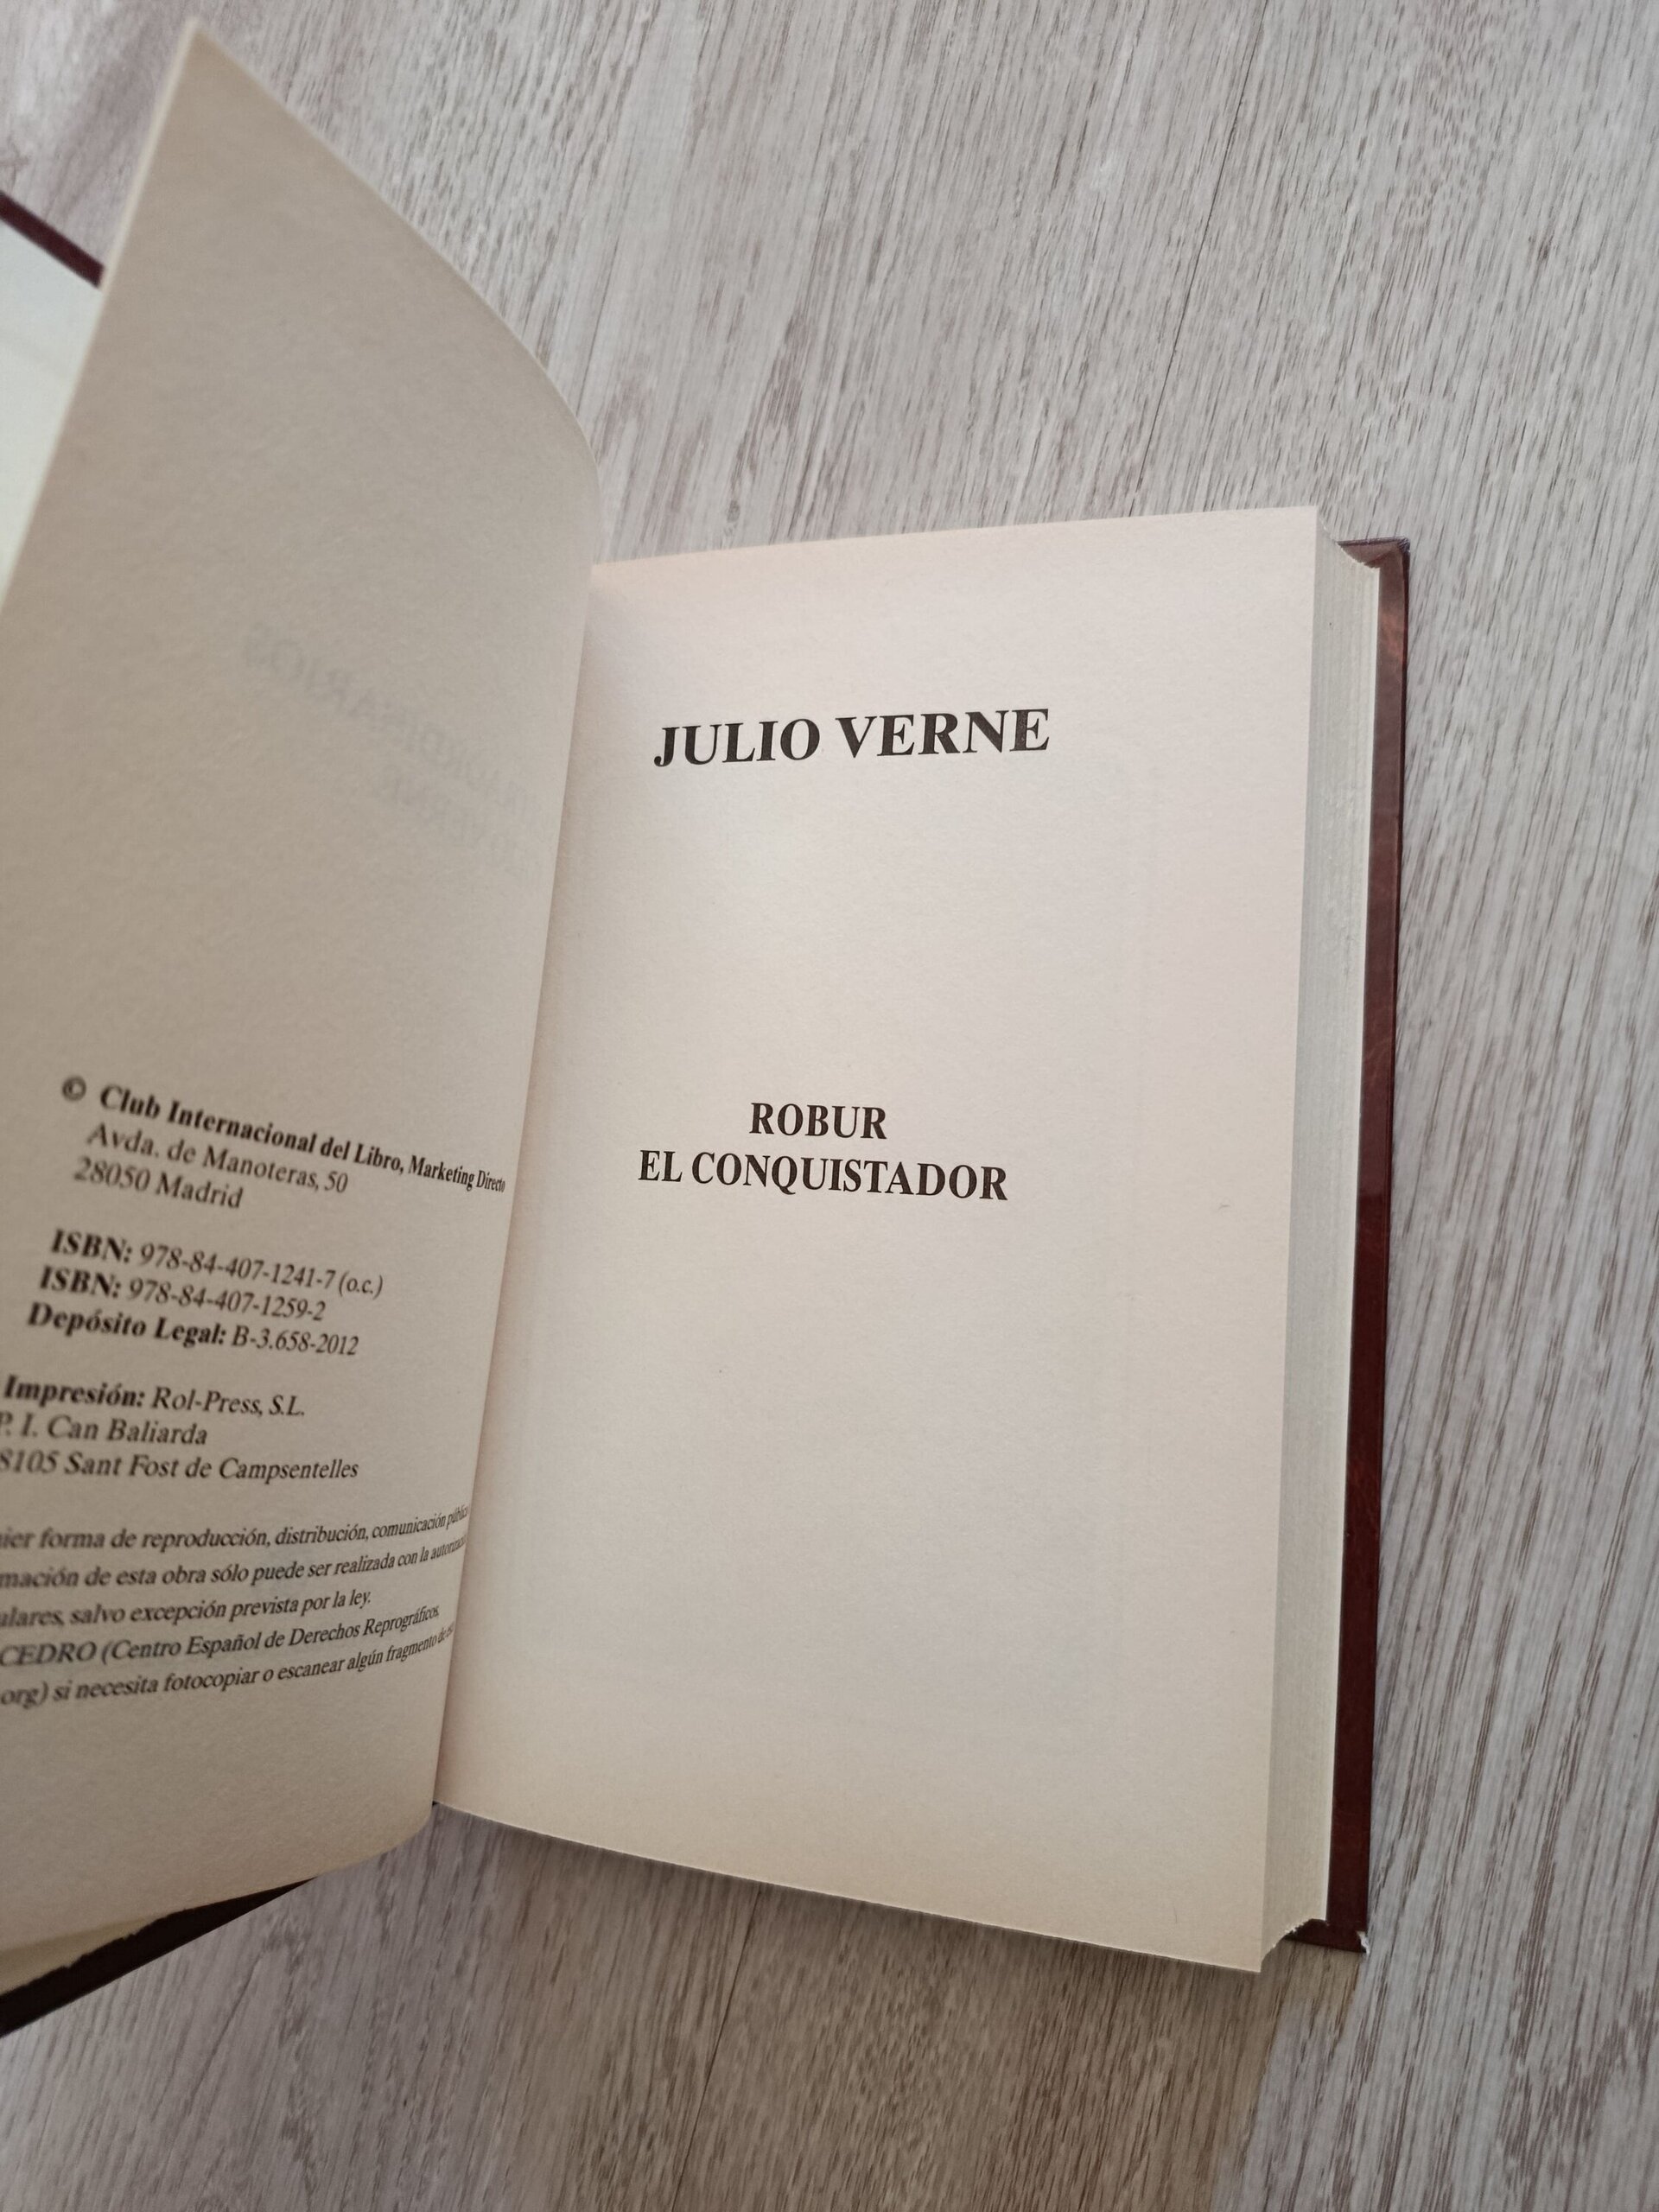 © Club Internacional del Libro, Marketing Directo
Avda. de Manoteras, 50
28050 Madrid
ISBN: 978-84-407-1241-7 (o.c.)
ISBN: 978-84-407-1259-2
Depósito Legal: B-3.658-2012
Impresión: Rol-Press, S.L.
P. I. Can Baliarda
8105 Sant Fost de Campsentelles
forma de reproducción, distribución, comunicación
de esta obra sólo puede ser realizada con la
salvo excepción prevista por la ley.
CEDRO (Centro Español de Derechos Reprográficos,
org) si necesita fotocopiar o escanear algún fragmento de
JULIO VERNE
ROBUR
EL CONQUISTADOR